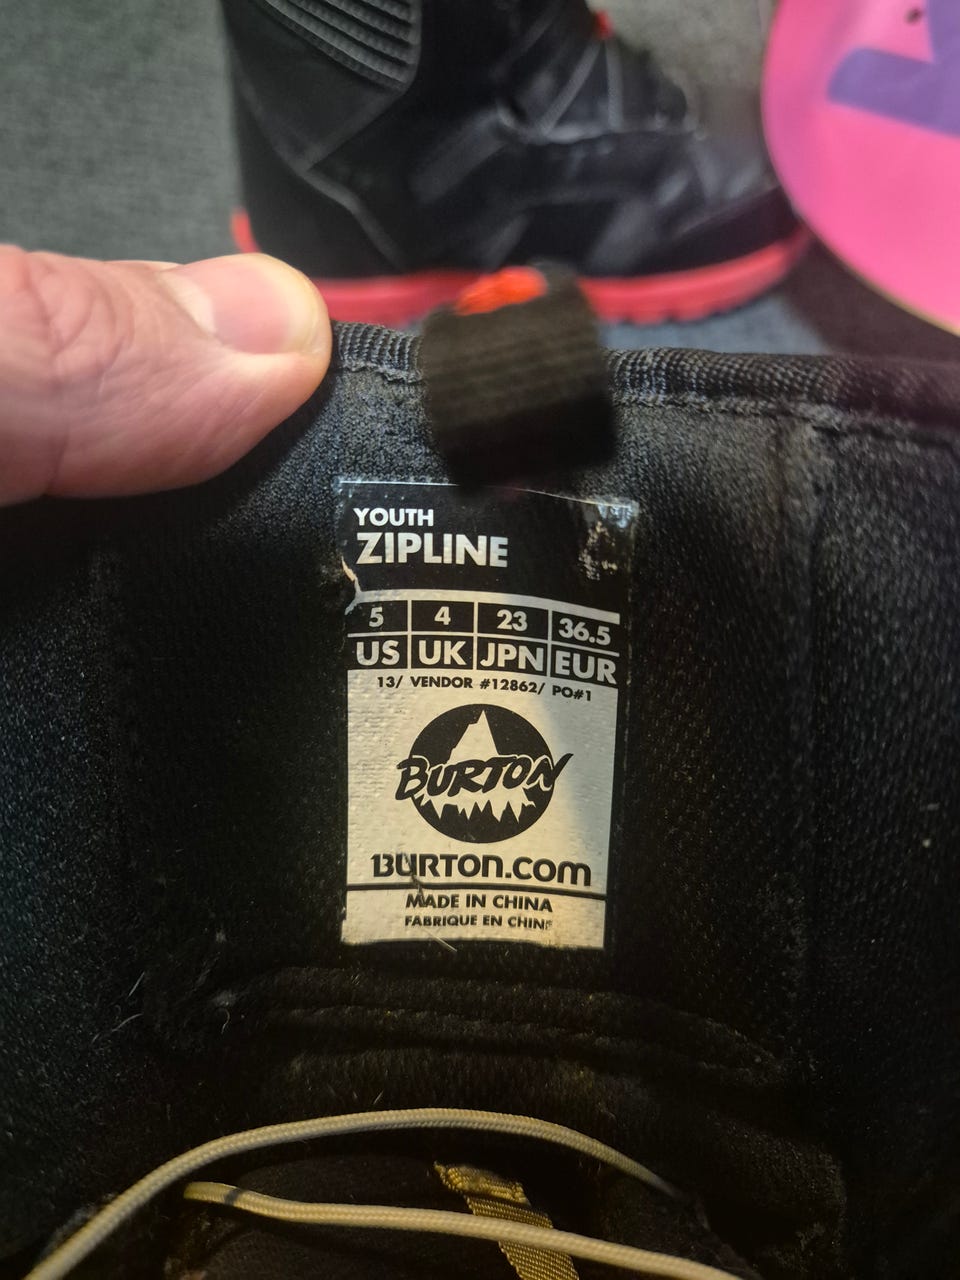 YOUTH
ZIPLINE
5 4 23 36.5
US UK JPN EUR
13/ VENDOR #12862/ PO#1
BURTON
BURTON.COM
MADE IN CHINA
FABRIQUE EN CHINE